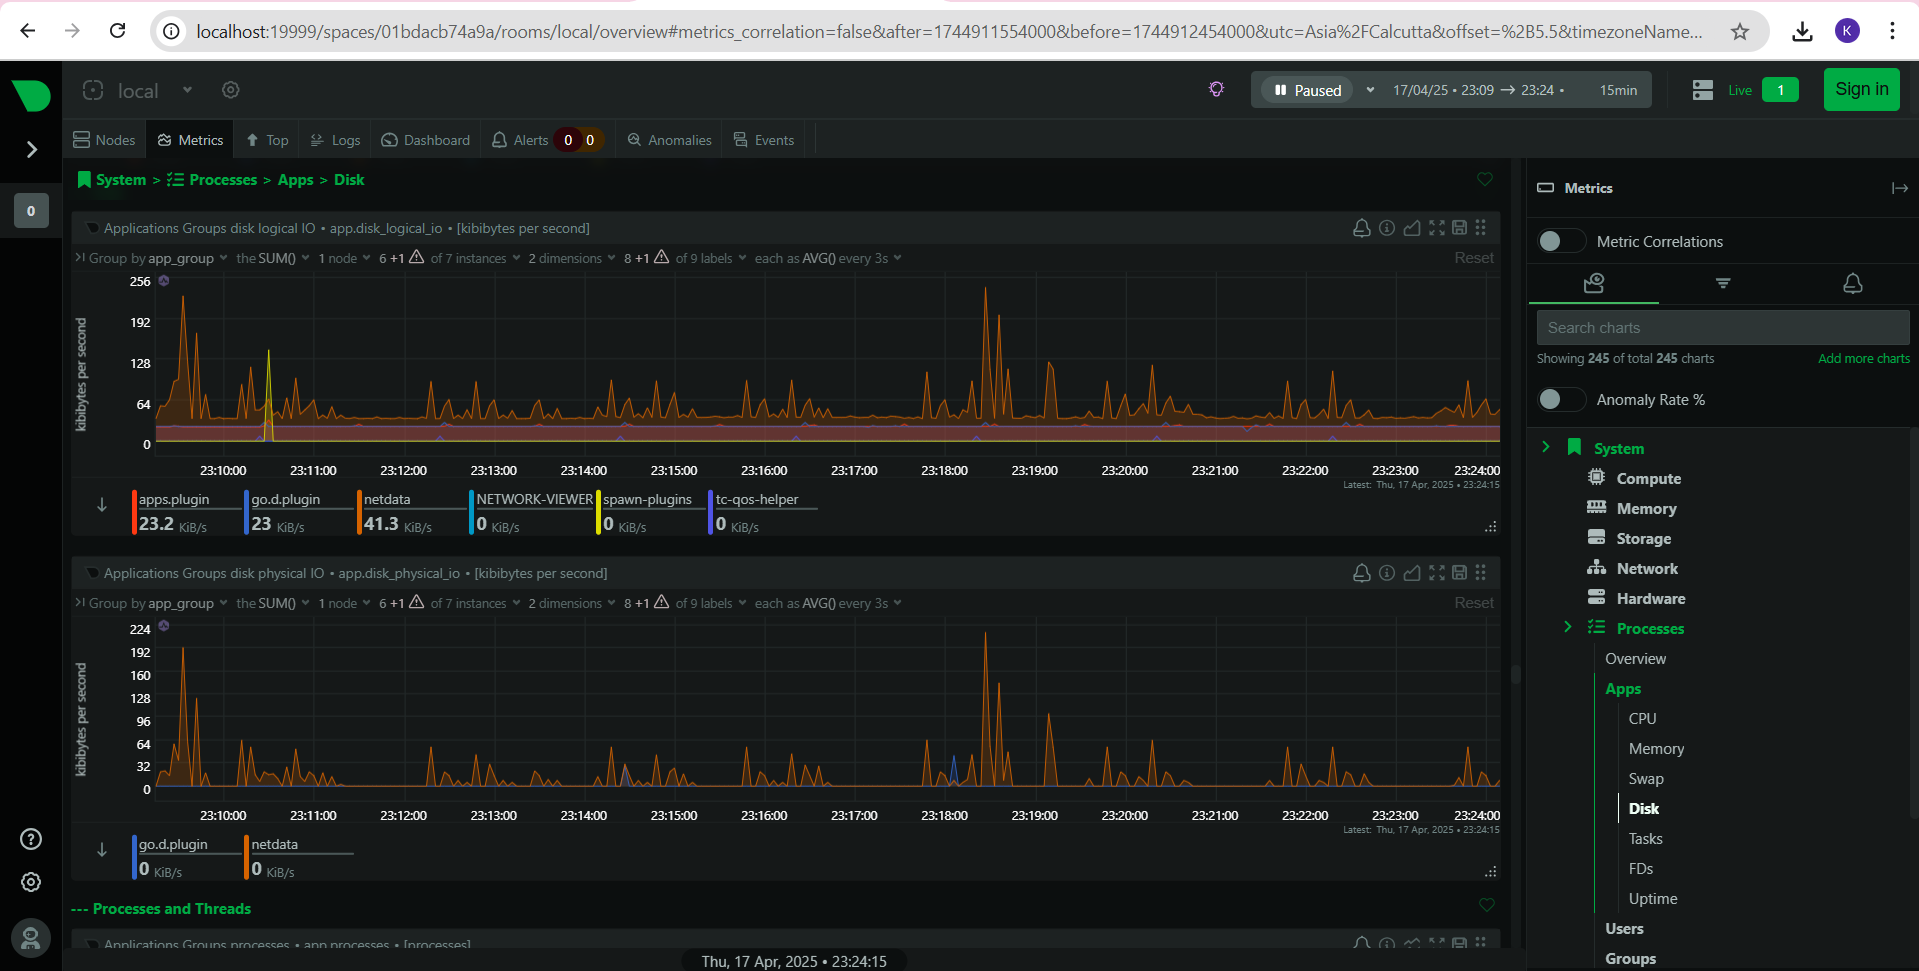 localhost:19999/spaces/01bdacb74a9a/rooms/local/overview#metrics_correlation=false&after=1744911554000&before=1744912454000&utc=Asia%2FCalcutta&offset=%2B5.5&timezoneName...
K
local
Paused 17/04/25 • 23:09 → 23:24 • 15min
Live 1
Sign in
Nodes Metrics Top Logs Dashboard Alerts 0 0 Anomalies Events
0
System > Processes > Apps > Disk
Applications Groups disk logical IO • app.disk_logical_io • [kibibytes per second]
Group by app_group the SUM() 1 node 6 +1 of 7 instances 2 dimensions 8 +1 of 9 labels each as AVG() every 3s Reset
kibibytes per second
256
192
128
64
0
23:10:00 23:11:00 23:12:00 23:13:00 23:14:00 23:15:00 23:16:00 23:17:00 23:18:00 23:19:00 23:20:00 23:21:00 23:22:00 23:23:00 23:24:00
Latest: Thu, 17 Apr, 2025 • 23:24:15
apps.plugin go.d.plugin netdata NETWORK-VIEWER spawn-plugins tc-qos-helper
23.2 KiB/s 23 KiB/s 41.3 KiB/s 0 KiB/s 0 KiB/s 0 KiB/s
Applications Groups disk physical IO • app.disk_physical_io • [kibibytes per second]
Group by app_group the SUM() 1 node 6 +1 of 7 instances 2 dimensions 8 +1 of 9 labels each as AVG() every 3s Reset
kibibytes per second
224
192
160
128
96
64
32
0
23:10:00 23:11:00 23:12:00 23:13:00 23:14:00 23:15:00 23:16:00 23:17:00 23:18:00 23:19:00 23:20:00 23:21:00 23:22:00 23:23:00 23:24:00
Latest: Thu, 17 Apr, 2025 • 23:24:15
go.d.plugin netdata
0 KiB/s 0 KiB/s
--- Processes and Threads
Applications Groups processes • app.processes • [processes]
Thu, 17 Apr, 2025 • 23:24:15
Metrics
Metric Correlations
Search charts
Showing 245 of total 245 charts Add more charts
Anomaly Rate %
System
Compute
Memory
Storage
Network
Hardware
Processes
Overview
Apps
CPU
Memory
Swap
Disk
Tasks
FDs
Uptime
Users
Groups